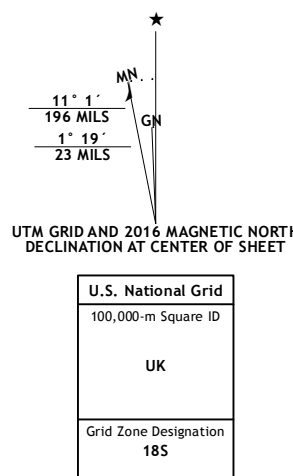 ★
MN
GN
11° 1´
196 MILS
1° 19´
23 MILS
UTM GRID AND 2016 MAGNETIC NORTH
DECLINATION AT CENTER OF SHEET
U.S. National Grid
100,000-m Square ID
UK
Grid Zone Designation
18S